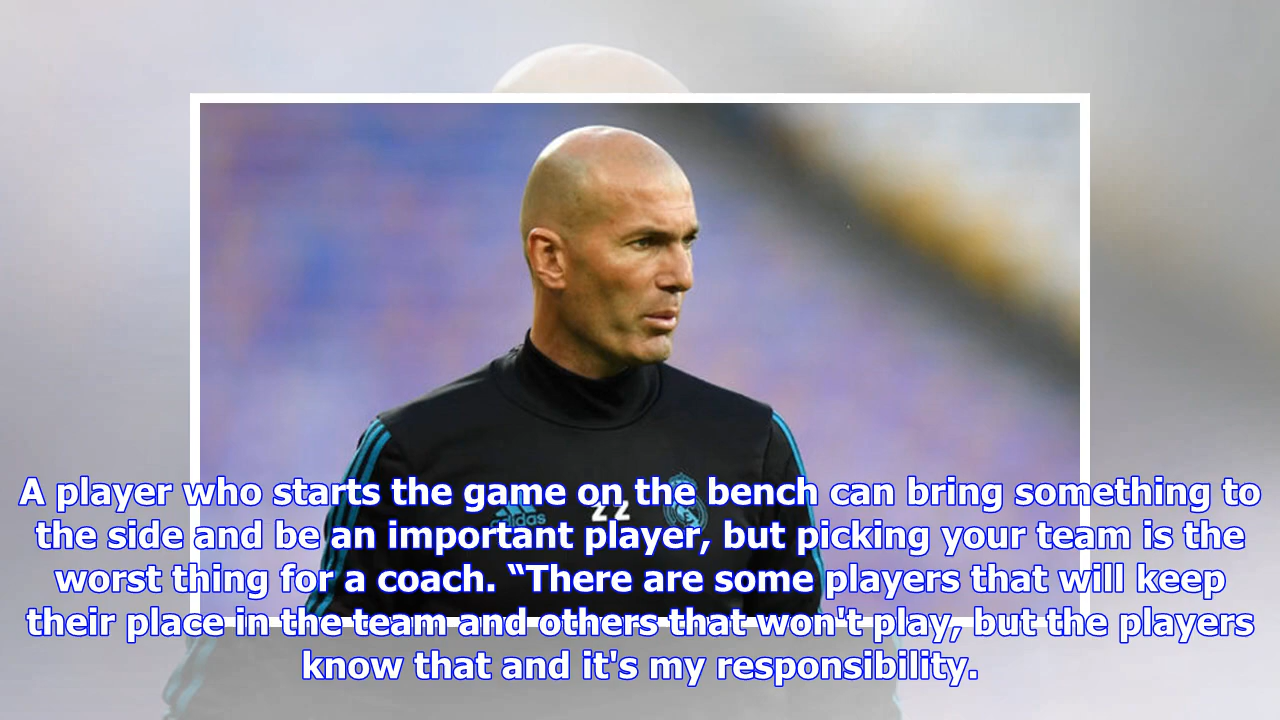 adidas
zz
A player who starts the game on the bench can bring something to
the side and be an important player, but picking your team is the
worst thing for a coach. “There are some players that will keep
their place in the team and others that won't play, but the players
know that and it's my responsibility.